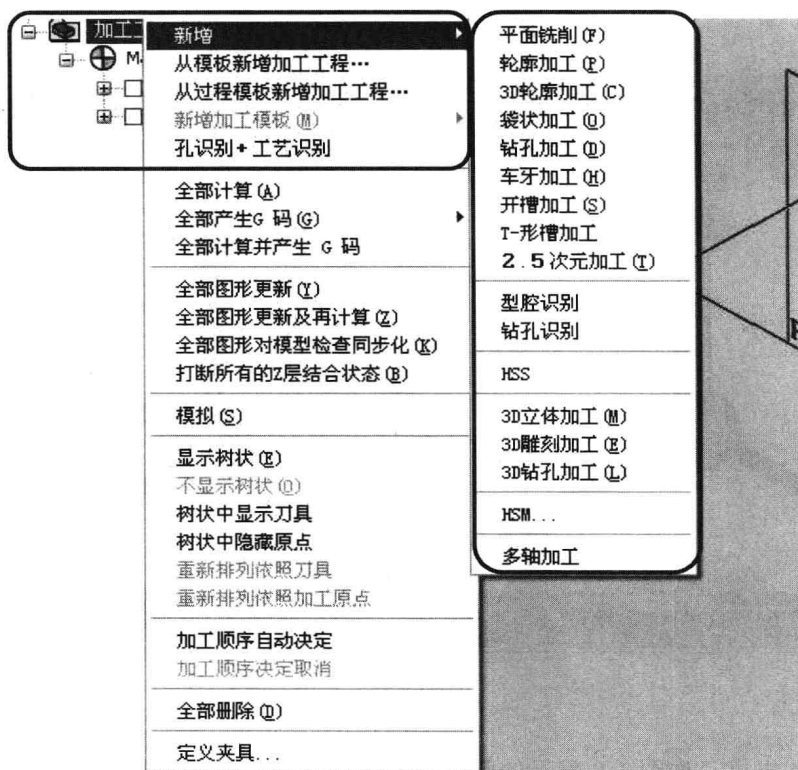 加工工
M
新增
从模板新增加工工程…
从过程模板新增加工工程…
新增加工模板(M)
孔识别+工艺识别
全部计算(A)
全部产生G 码(G)
全部计算并产生 G 码
全部图形更新(Y)
全部图形更新及再计算(Z)
全部图形对模型检查同步化(K)
打断所有的Z层结合状态(B)
模拟(S)
显示树状(E)
不显示树状(O)
树状中显示刀具
树状中隐藏原点
重新排列依照刀具
重新排列依照加工原点
加工顺序自动决定
加工顺序决定取消
全部删除(D)
定义夹具...
平面铣削(F)
轮廓加工(P)
3D轮廓加工(C)
袋状加工(O)
钻孔加工(D)
车牙加工(H)
开槽加工(S)
T-形槽加工
2.5次元加工(T)
型腔识别
钻孔识别
HSS
3D立体加工(M)
3D雕刻加工(E)
3D钻孔加工(L)
HSM...
多轴加工